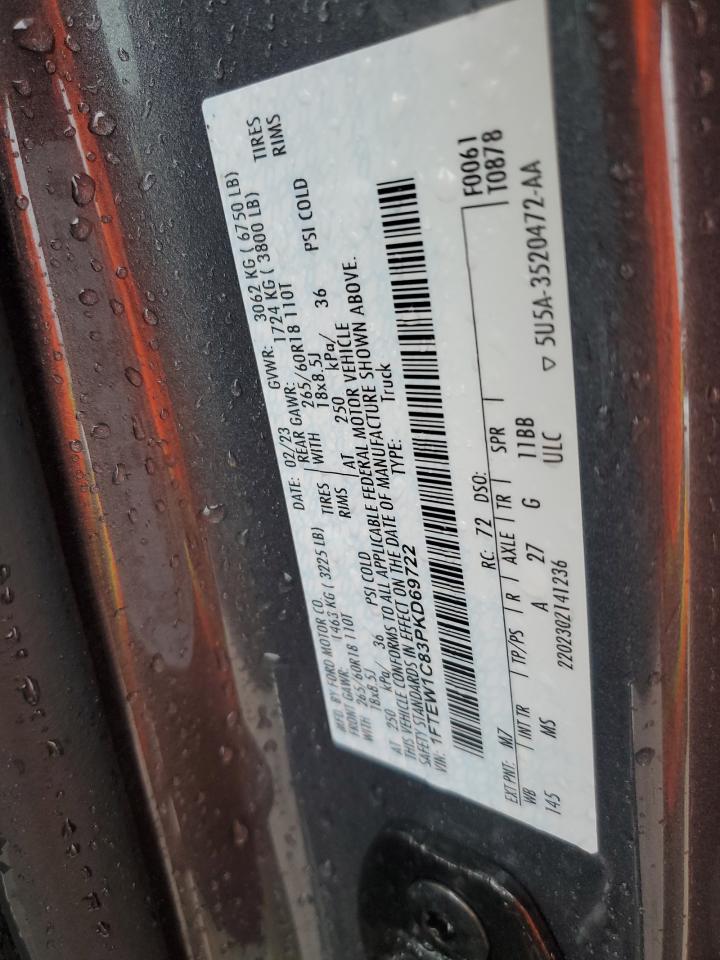 MFD. BY FORD MOTOR CO. DATE: 02/23 GVWR: 3062 KG ( 6750 LB)
FRONT GAWR: 1463 KG ( 3225 LB) REAR GAWR: 1724 KG ( 3800 LB)
WITH 265/60R18 110T TIRES WITH 265/60R18 110T TIRES
18x8.5J RIMS 18x8.5J RIMS
AT 250 kPa/ 36 PSI COLD AT 250 kPa/ 36 PSI COLD
THIS VEHICLE CONFORMS TO ALL APPLICABLE FEDERAL MOTOR VEHICLE
SAFETY STANDARDS IN EFFECT ON THE DATE OF MANUFACTURE SHOWN ABOVE.
VIN: 1FTEW1C83PKD69722 TYPE: Truck
F0061
EXT PNT: M7 RC: 72 DSO: T0878
WB INT TR TP/PS R AXLE TR SPR
145 MS A 27 G 11BB
2202302141236 ULC ▽ 5U5A-3520472-AA